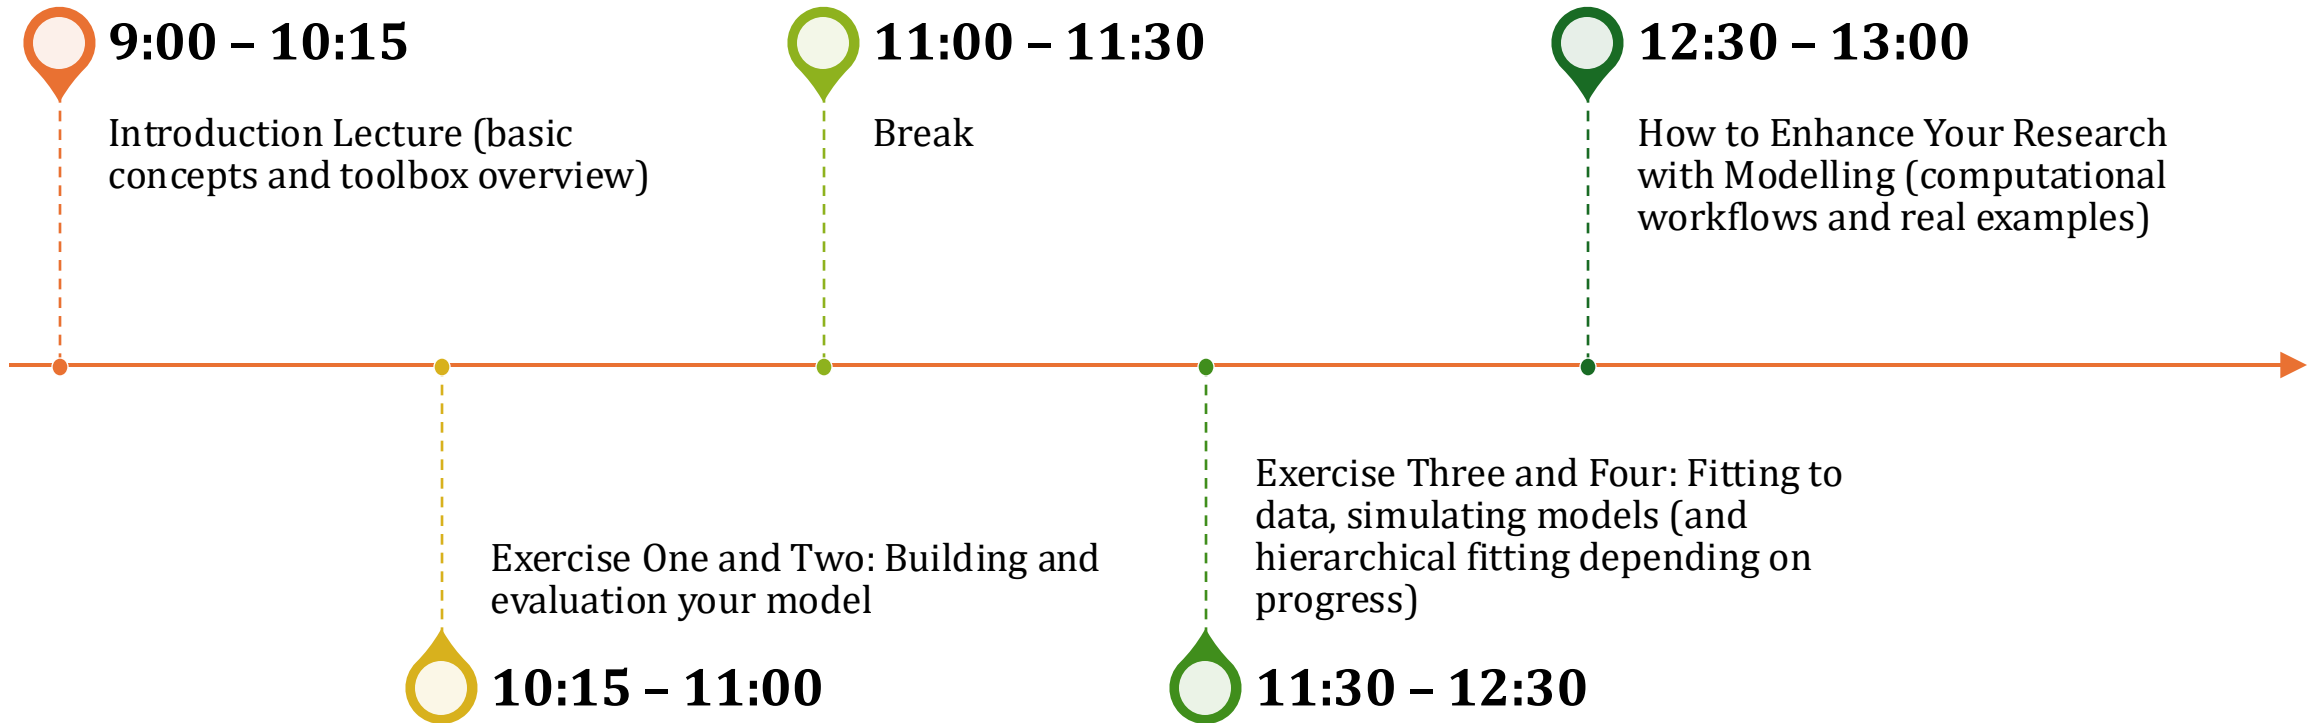 9:00 – 10:15
Introduction Lecture (basic
concepts and toolbox overview)
10:15 – 11:00
Exercise One and Two: Building and
evaluation your model
11:00 – 11:30
Break
11:30 – 12:30
Exercise Three and Four: Fitting to
data, simulating models (and
hierarchical fitting depending on
progress)
12:30 – 13:00
How to Enhance Your Research
with Modelling (computational
workflows and real examples)